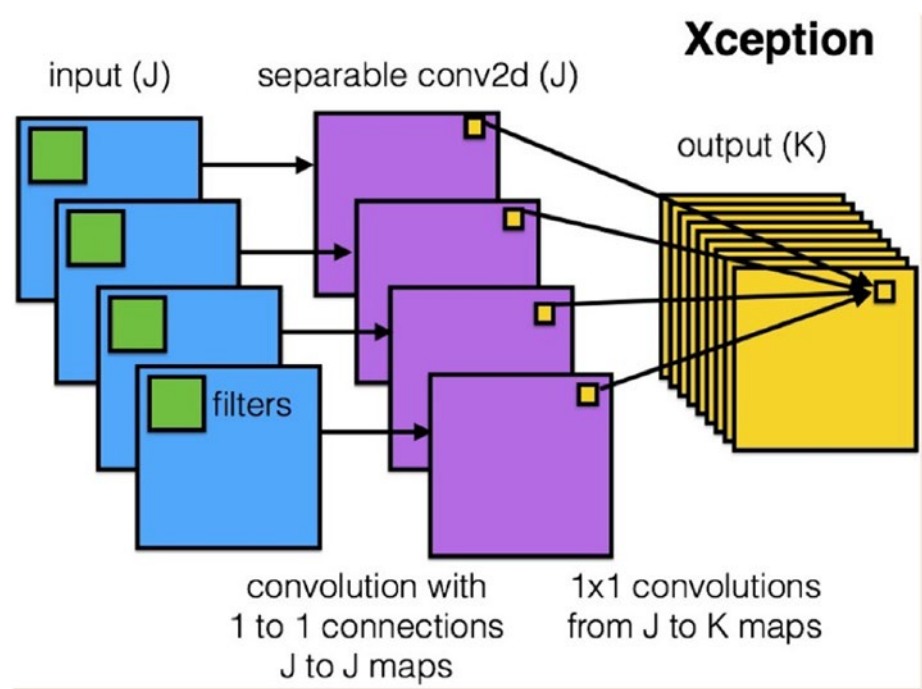 Xception
input (J)
separable conv2d (J)
output (K)
filters
convolution with
1 to 1 connections
J to J maps
1x1 convolutions
from J to K maps